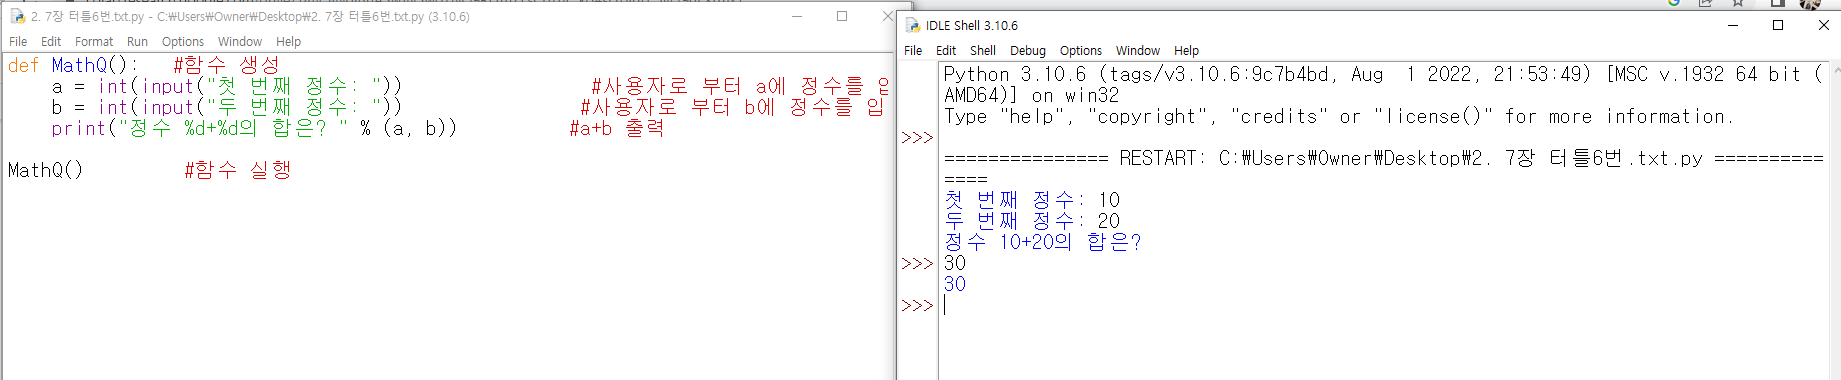 2. 7장 터틀6번.txt.py - C:\Users\Owner\Desktop\2. 7장 터틀6번.txt.py (3.10.6)
File Edit Format Run Options Window Help
def MathQ():   #함수 생성
    a = int(input("첫 번째 정수: "))                 #사용자로 부터 a에 정수를 입
    b = int(input("두 번째 정수: "))                #사용자로 부터 b에 정수를 입
    print("정수 %d+%d의 합은? " % (a, b))          #a+b 출력
MathQ()         #함수 실행
IDLE Shell 3.10.6
File Edit Shell Debug Options Window Help
Python 3.10.6 (tags/v3.10.6:9c7b4bd, Aug  1 2022, 21:53:49) [MSC v.1932 64 bit (
AMD64)] on win32
Type "help", "copyright", "credits" or "license()" for more information.
>>>
=============== RESTART: C:\Users\Owner\Desktop\2. 7장 터틀6번.txt.py ==========
====
첫 번째 정수: 10
두 번째 정수: 20
정수 10+20의 합은?
>>> 30
30
>>>